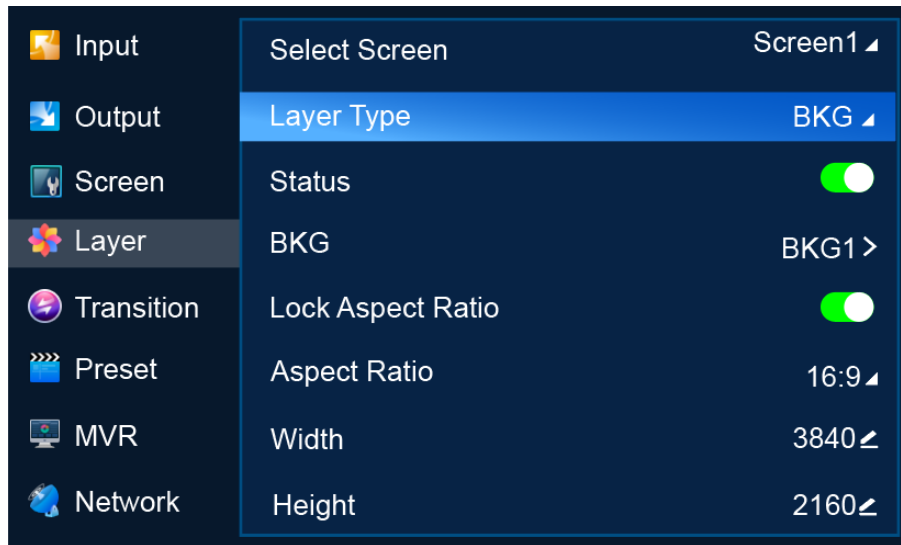 Input
Output
Screen
Layer
Transition
Preset
MVR
Network
Select Screen Screen1
Layer Type BKG
Status
BKG BKG1 >
Lock Aspect Ratio
Aspect Ratio 16:9
Width 3840
Height 2160